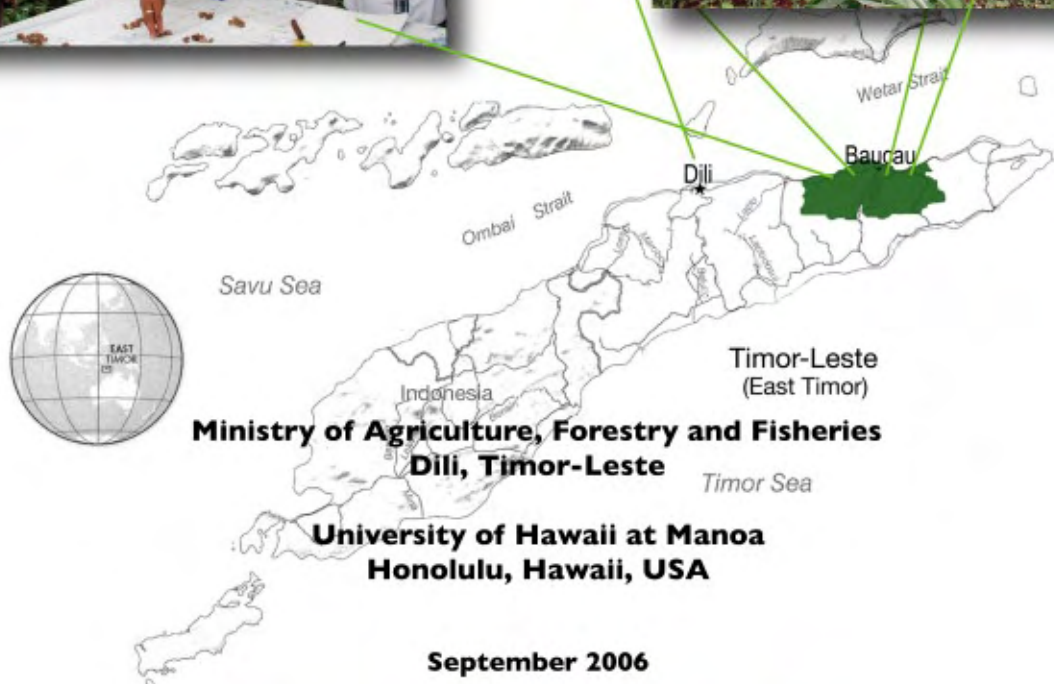 Wetar Strait
Baucau
Dili
Ombai Strait
Savu Sea
EAST
TIMOR
Timor-Leste
(East Timor)
Indonesia
Ministry of Agriculture, Forestry and Fisheries
Dili, Timor-Leste
Timor Sea
University of Hawaii at Manoa
Honolulu, Hawaii, USA
September 2006